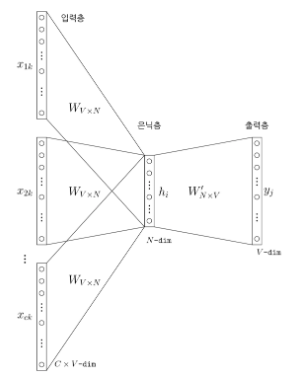 입력층
x_{1k}
W_{V×N}
은닉층
출력층
x_{2k}
W_{V×N}
h_i
W'_{N×V}
y_j
N-dim
V-dim
...
W_{V×N}
x_{ck}
C × V-dim